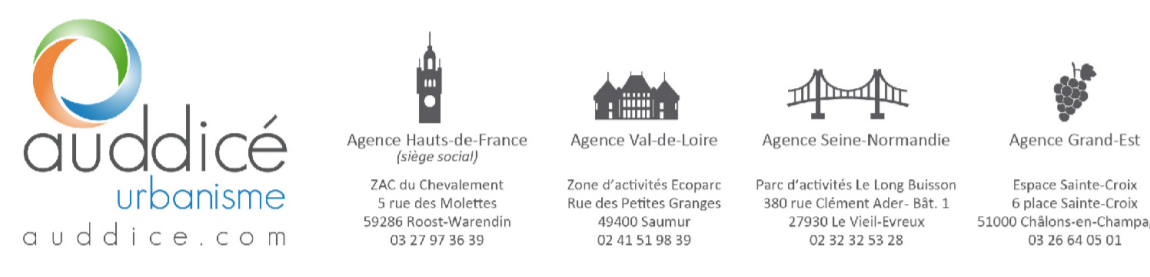 auddicé
urbanisme
auddice.com
Agence Hauts-de-France
(siège social)
ZAC du Chevalement
5 rue des Molettes
59286 Roost-Warendin
03 27 97 36 39
Agence Val-de-Loire
Zone d'activités Ecoparc
Rue des Petites Granges
49400 Saumur
02 41 51 98 39
Agence Seine-Normandie
Parc d'activités Le Long Buisson
380 rue Clément Ader- Bât. 1
27930 Le Vieil-Evreux
02 32 32 53 28
Agence Grand-Est
Espace Sainte-Croix
6 place Sainte-Croix
51000 Châlons-en-Champa
03 26 64 05 01